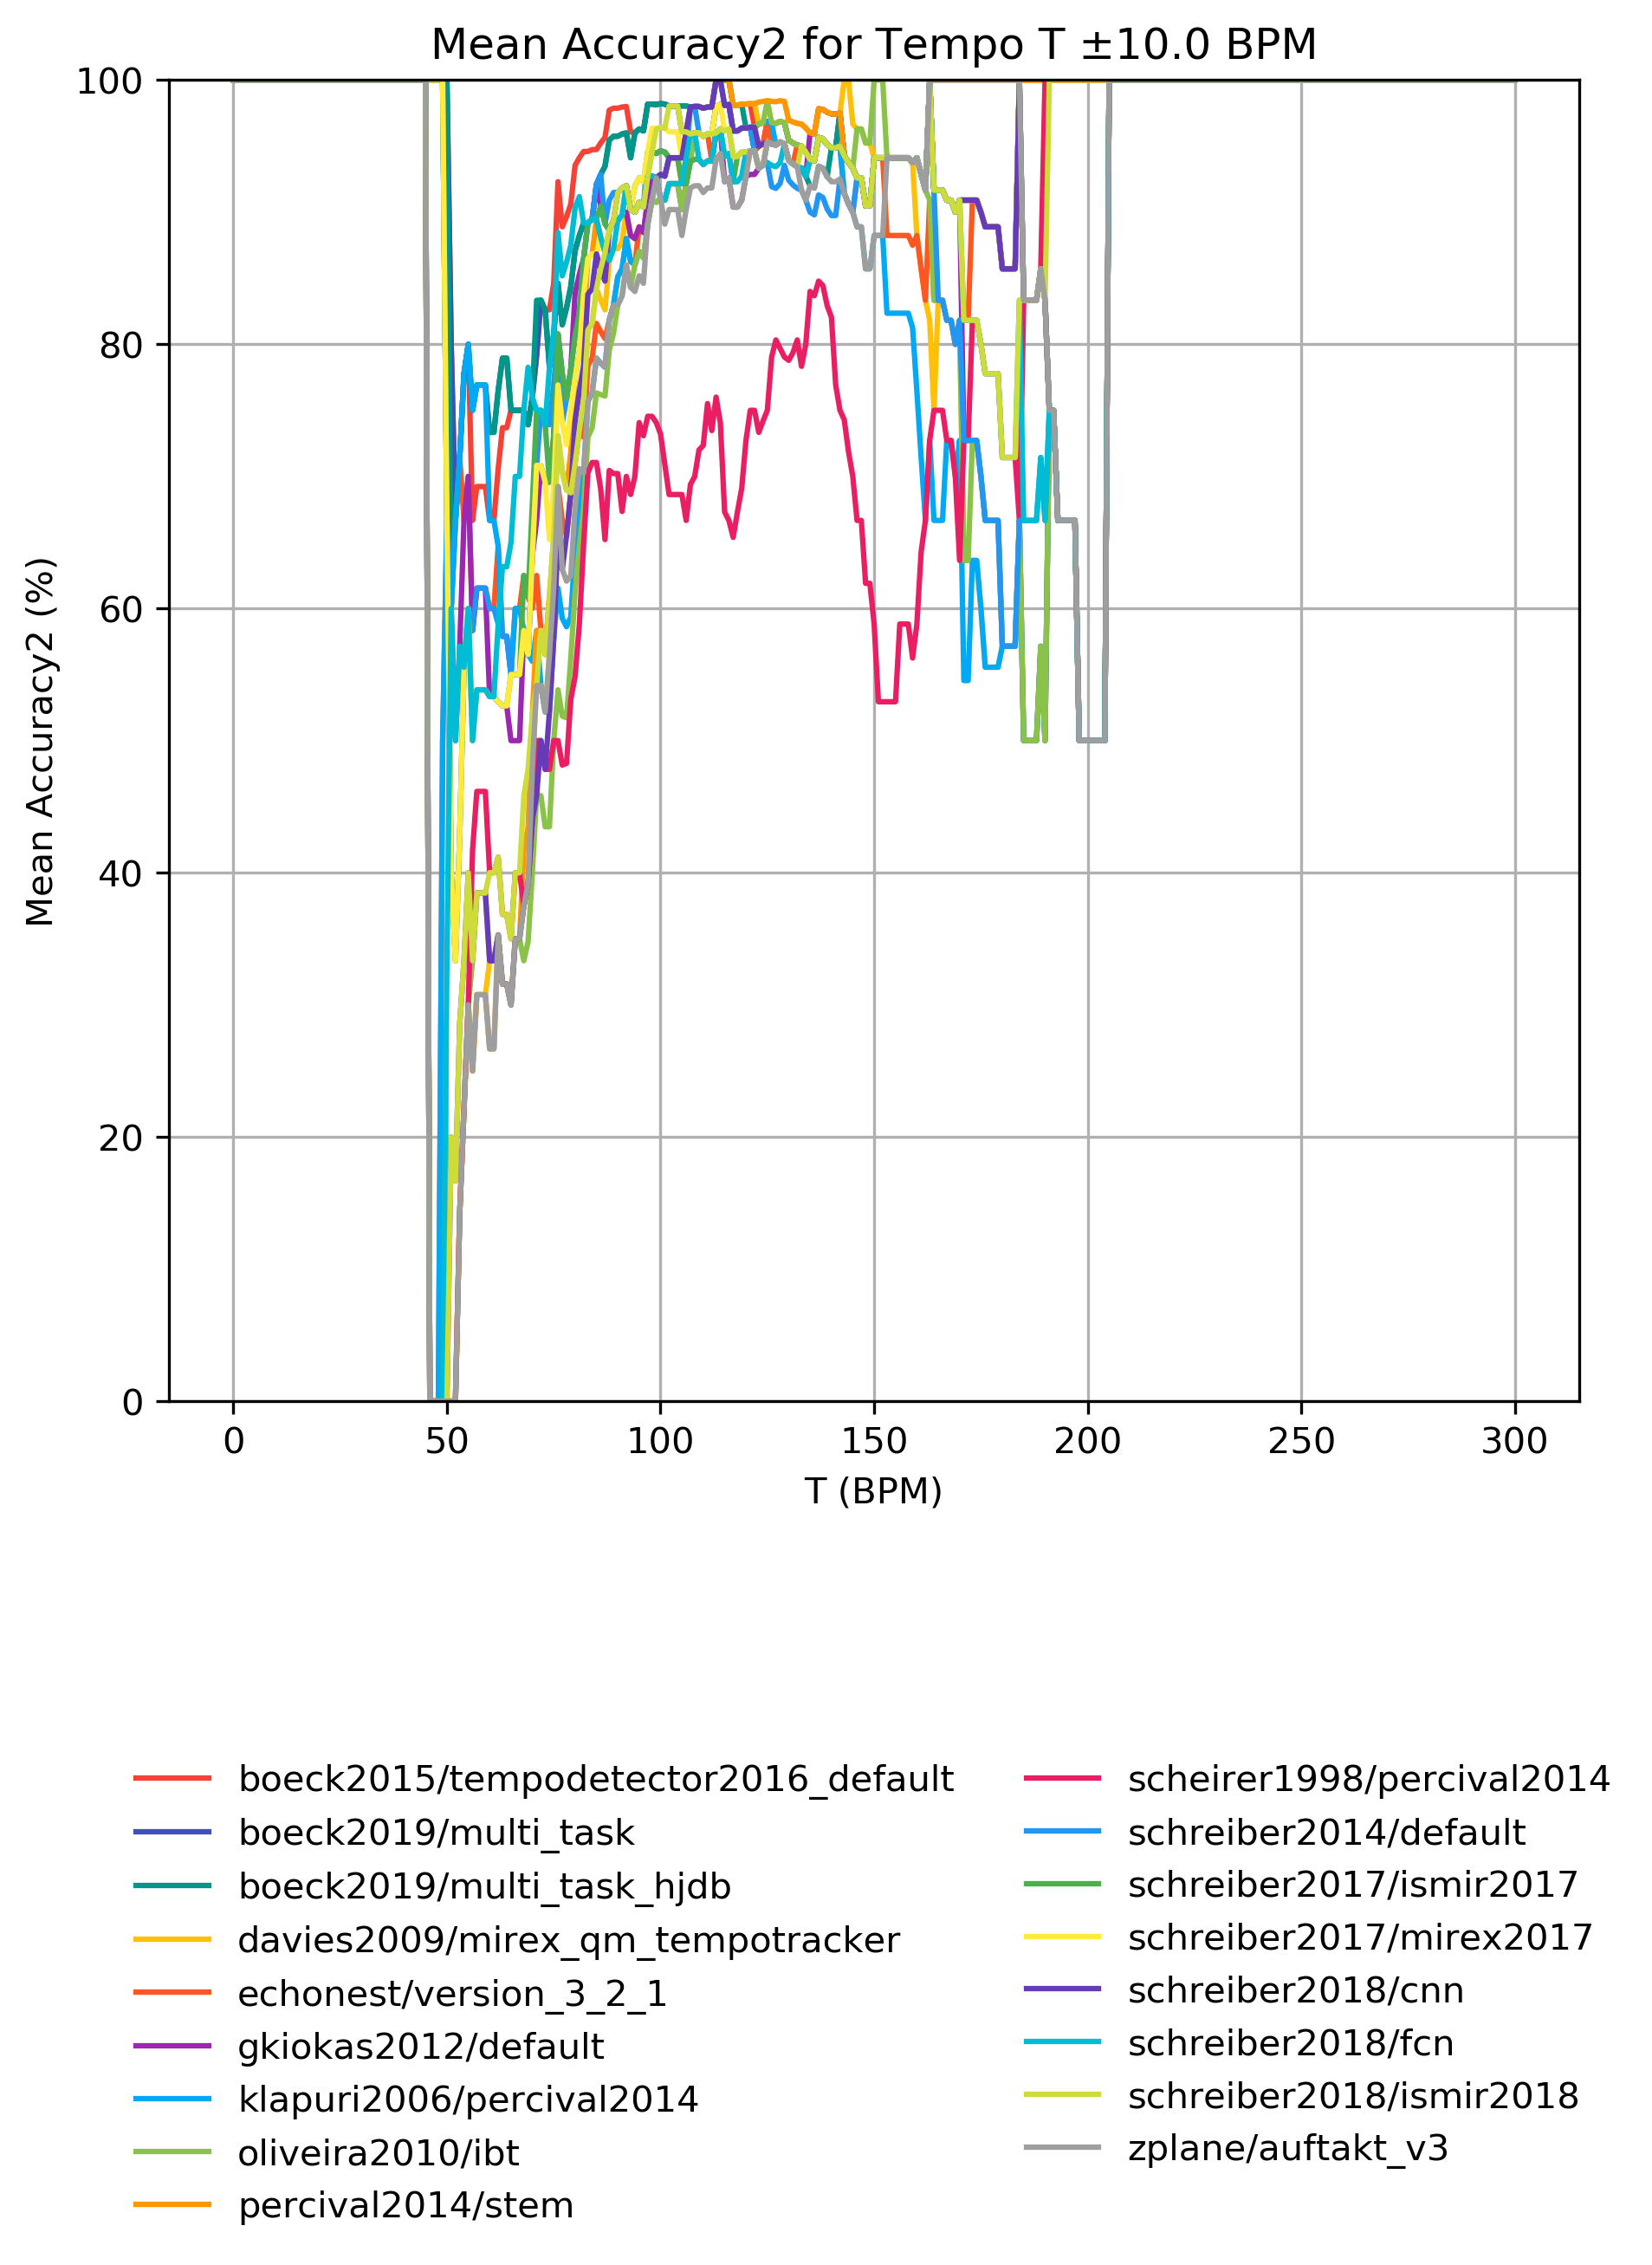 Mean Accuracy2 for Tempo T ±10.0 BPM
100
80
60
40
20
0
Mean Accuracy2 (%)
0 50 100 150 200 250 300
T (BPM)
boeck2015/tempodetector2016_default
boeck2019/multi_task
boeck2019/multi_task_hjdb
davies2009/mirex_qm_tempotracker
echonest/version_3_2_1
gkiokas2012/default
klapuri2006/percival2014
oliveira2010/ibt
percival2014/stem
scheirer1998/percival2014
schreiber2014/default
schreiber2017/ismir2017
schreiber2017/mirex2017
schreiber2018/cnn
schreiber2018/fcn
schreiber2018/ismir2018
zplane/auftakt_v3